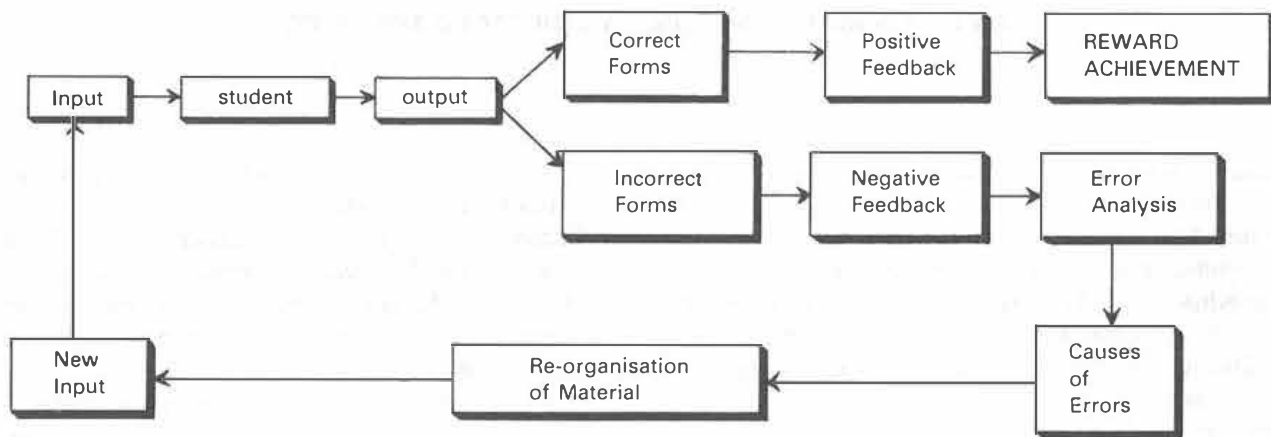 Input
student
output
Correct
Forms
Positive
Feedback
REWARD
ACHIEVEMENT
Incorrect
Forms
Negative
Feedback
Error
Analysis
New
Input
Re-organisation
of Material
Causes
of
Errors